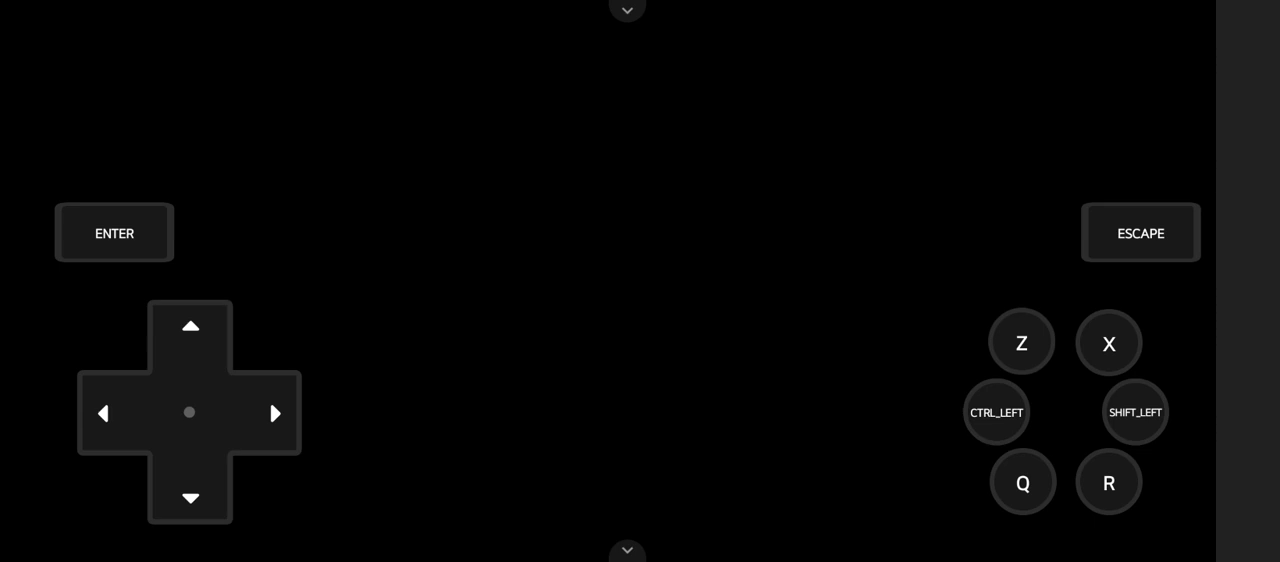 ENTER
ESCAPE
Z
X
CTRL_LEFT
SHIFT_LEFT
Q
R